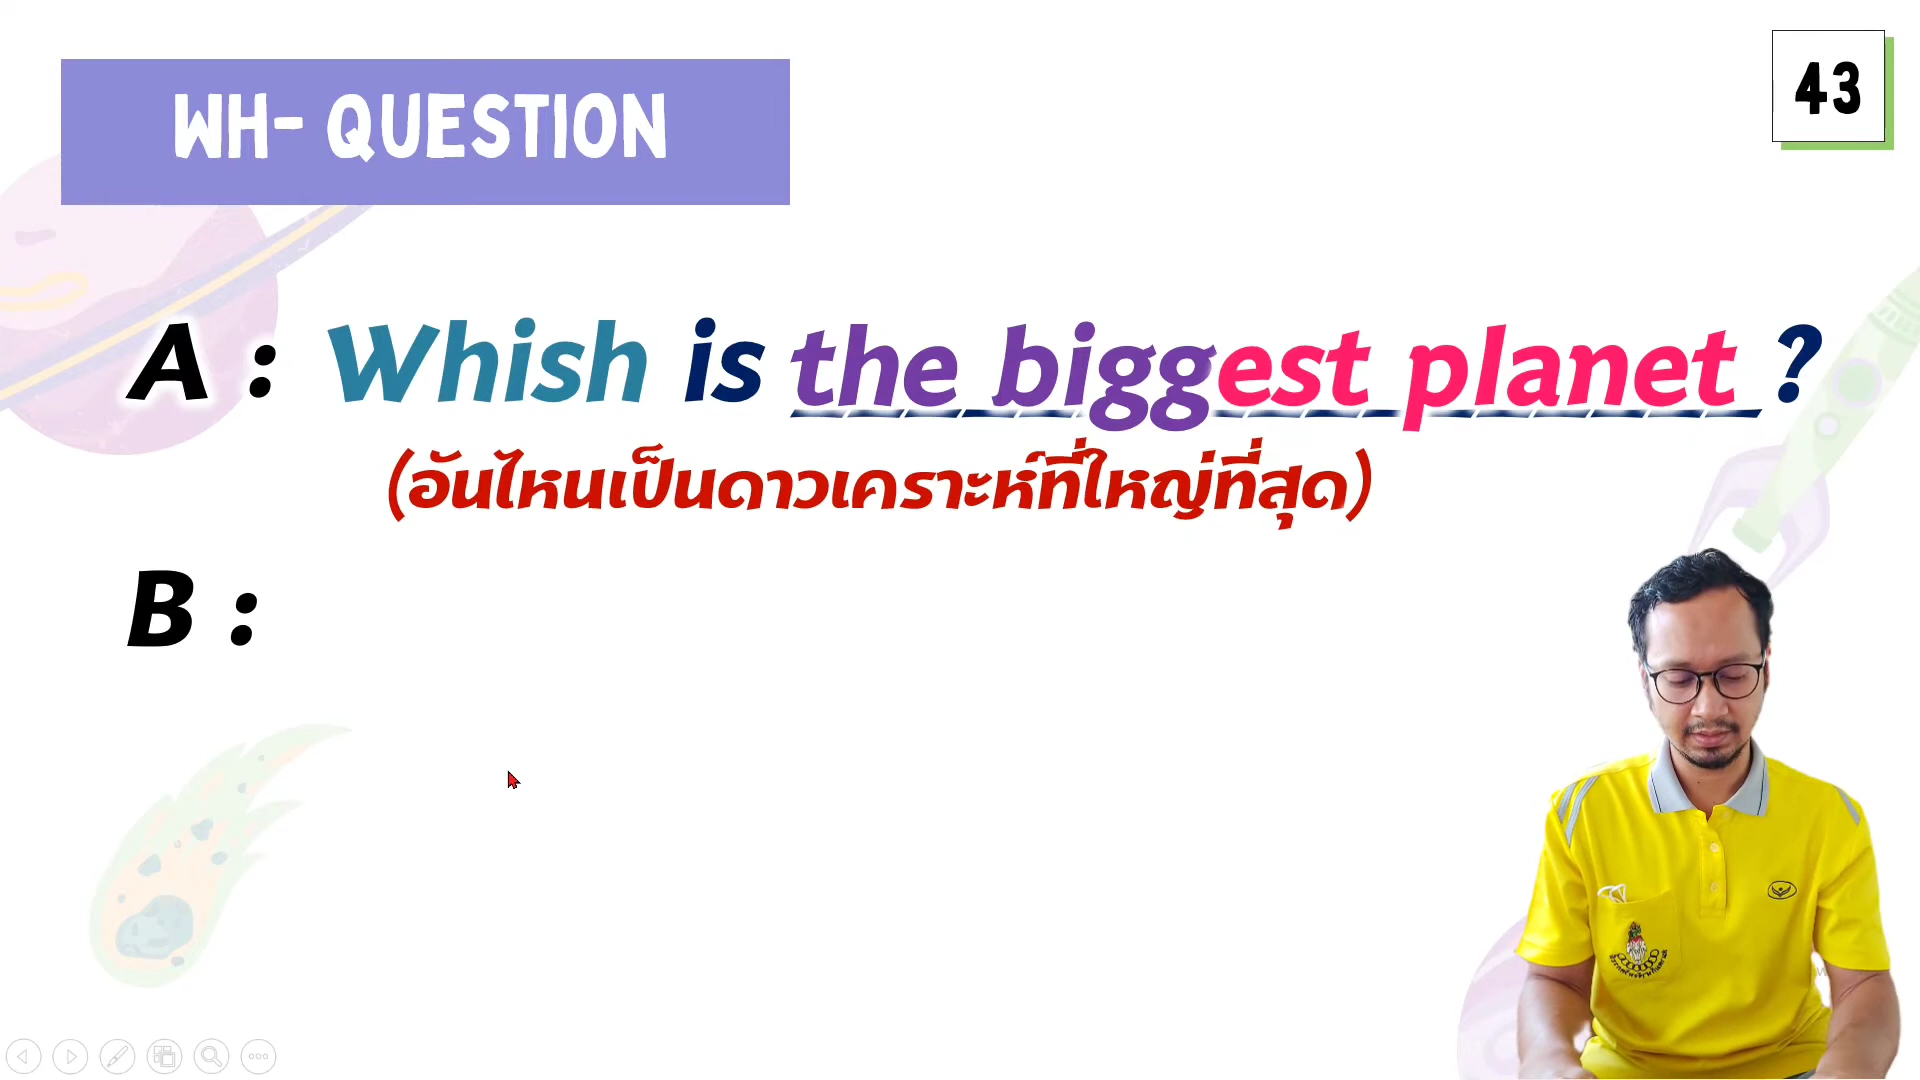 WH- QUESTION
43
A : Whish is the biggest planet ?
(อันไหนเป็นดาวเคราะห์ที่ใหญ่ที่สุด)
B :